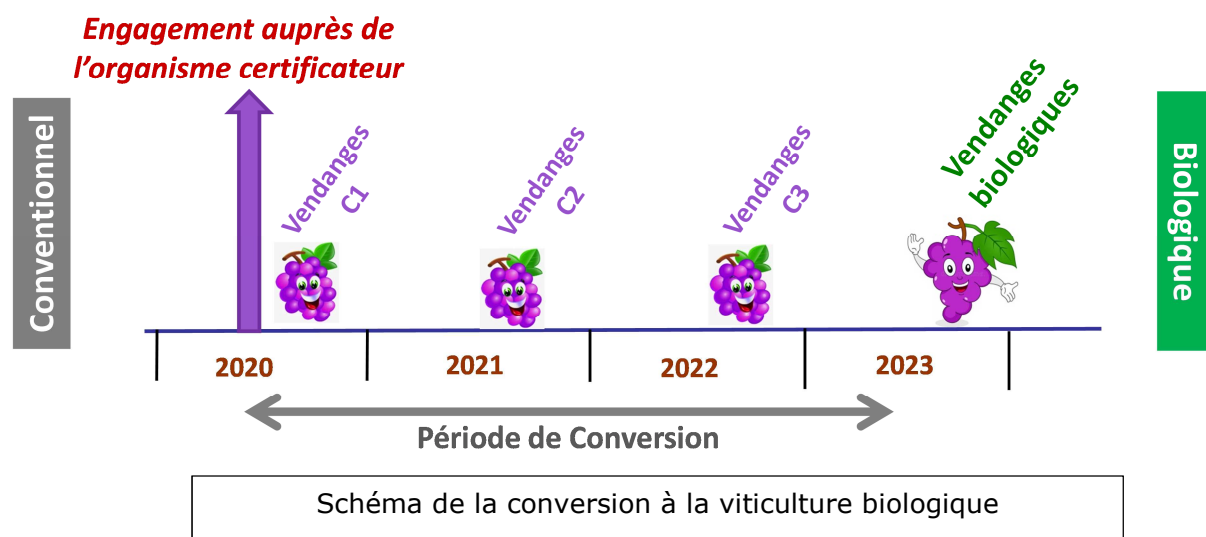 Engagement auprès de
l’organisme certificateur
Conventionnel
Vendanges
C1
Vendanges
C2
Vendanges
C3
Vendanges
biologiques
Biologique
2020
2021
2022
2023
Période de Conversion
Schéma de la conversion à la viticulture biologique